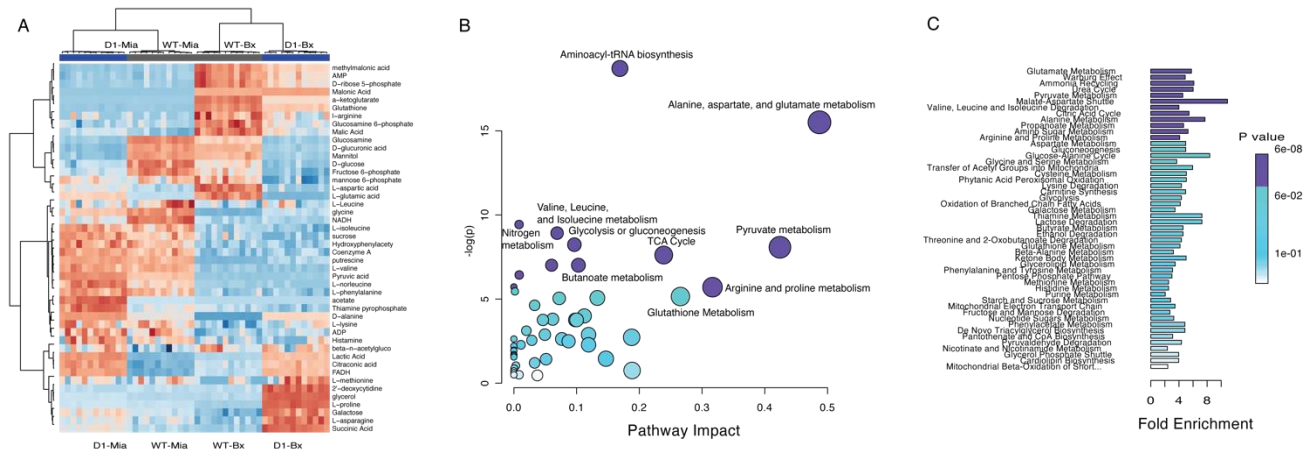 A
D1-Mia
WT-Mia
WT-Bx
D1-Bx
methylmalonic acid
AMP
D-ribose 5-phosphate
Malonic Acid
a-ketoglutarate
Glutathione
l-arginine
Glucosamine 6-phosphate
Malic Acid
Glucosamine
D-glucuronic acid
Mannitol
D-glucose
Fructose 6-phosphate
mannose 6-phosphate
L-aspartic acid
L-glutamic acid
L-Leucine
glycine
NADH
L-isoleucine
sucrose
Hydroxyphenylacety
Coenzyme A
putrescine
L-valine
Pyruvic acid
L-norleucine
L-phenylalanine
acetate
Thiamine pyrophosphate
D-alanine
L-lysine
ADP
Histamine
beta-n-acetylgluco
Lactic Acid
Citraconic acid
FADH
L-methionine
2'-deoxycytidine
glycerol
L-proline
Galactose
L-asparagine
Succinic Acid
D1-Mia
WT-Mia
WT-Bx
D1-Bx
B
Aminoacyl-tRNA biosynthesis
Alanine, aspartate, and glutamate metabolism
Valine, Leucine,
and Isoluecine metabolism
Glycolysis or gluconeogenesis
Nitrogen
metabolism
TCA Cycle
Pyruvate metabolism
Butanoate metabolism
Arginine and proline metabolism
Glutathione Metabolism
-log(p)
15
10
5
0
0.0
0.1
0.2
0.3
0.4
0.5
Pathway Impact
C
Glutamate Metabolism
Warburg Effect
Ammonia Recycling
Urea Cycle
Pyruvate Metabolism
Malate-Aspartate Shuttle
Valine, Leucine and Isoleucine Degradation
Citric Acid Cycle
Alanine Metabolism
Propanoate Metabolism
Amino Sugar Metabolism
Arginine and Proline Metabolism
Aspartate Metabolism
Gluconeogenesis
Glucose-Alanine Cycle
Glycine and Serine Metabolism
Transfer of Acetyl Groups into Mitochondria
Cysteine Metabolism
Phytanic Acid Peroxisomal Oxidation
Lysine Degradation
Carnitine Synthesis
Glycolysis
Oxidation of Branched Chain Fatty Acids
Galactose Metabolism
Thiamine Metabolism
Lactose Degradation
Butyrate Metabolism
Ethanol Degradation
Threonine and 2-Oxobutanoate Degradation
Glutathione Metabolism
Beta-Alanine Metabolism
Ketone Body Metabolism
Glycerolipid Metabolism
Phenylalanine and Tyrosine Metabolism
Pentose Phosphate Pathway
Methionine Metabolism
Histidine Metabolism
Purine Metabolism
Starch and Sucrose Metabolism
Mitochondrial Electron Transport Chain
Fructose and Mannose Degradation
Nucleotide Sugars Metabolism
Phenylacetate Metabolism
De Novo Triacylglycerol Biosynthesis
Pantothenate and CoA Biosynthesis
Pyruvaldehyde Degradation
Nicotinate and Nicotinamide Metabolism
Glycerol Phosphate Shuttle
Cardiolipin Biosynthesis
Mitochondrial Beta-Oxidation of Short...
0
4
8
Fold Enrichment
P value
6e-08
6e-02
1e-01